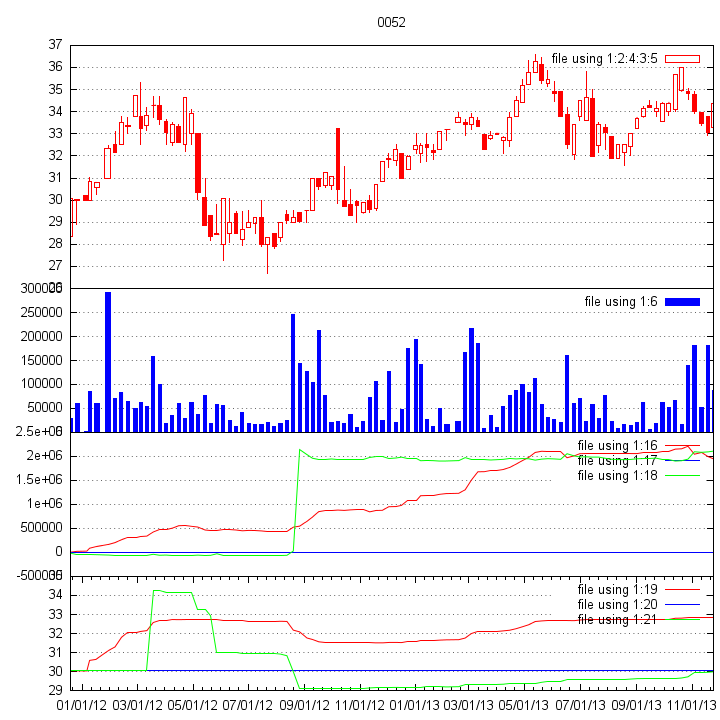 0052
37
file using 1:2:4:3:5
36
35
34
33
32
31
30
29
28
27
300000
file using 1:6
250000
200000
150000
100000
50000
2.5e+06
file using 1:16
2e+06
file using 1:17
file using 1:18
1.5e+06
1e+06
500000
0
-500000
file using 1:19
34
file using 1:20
33
file using 1:21
32
31
30
29
01/01/12 03/01/12 05/01/12 07/01/12 09/01/12 11/01/12 01/01/13 03/01/13 05/01/13 07/01/13 09/01/13 11/01/13